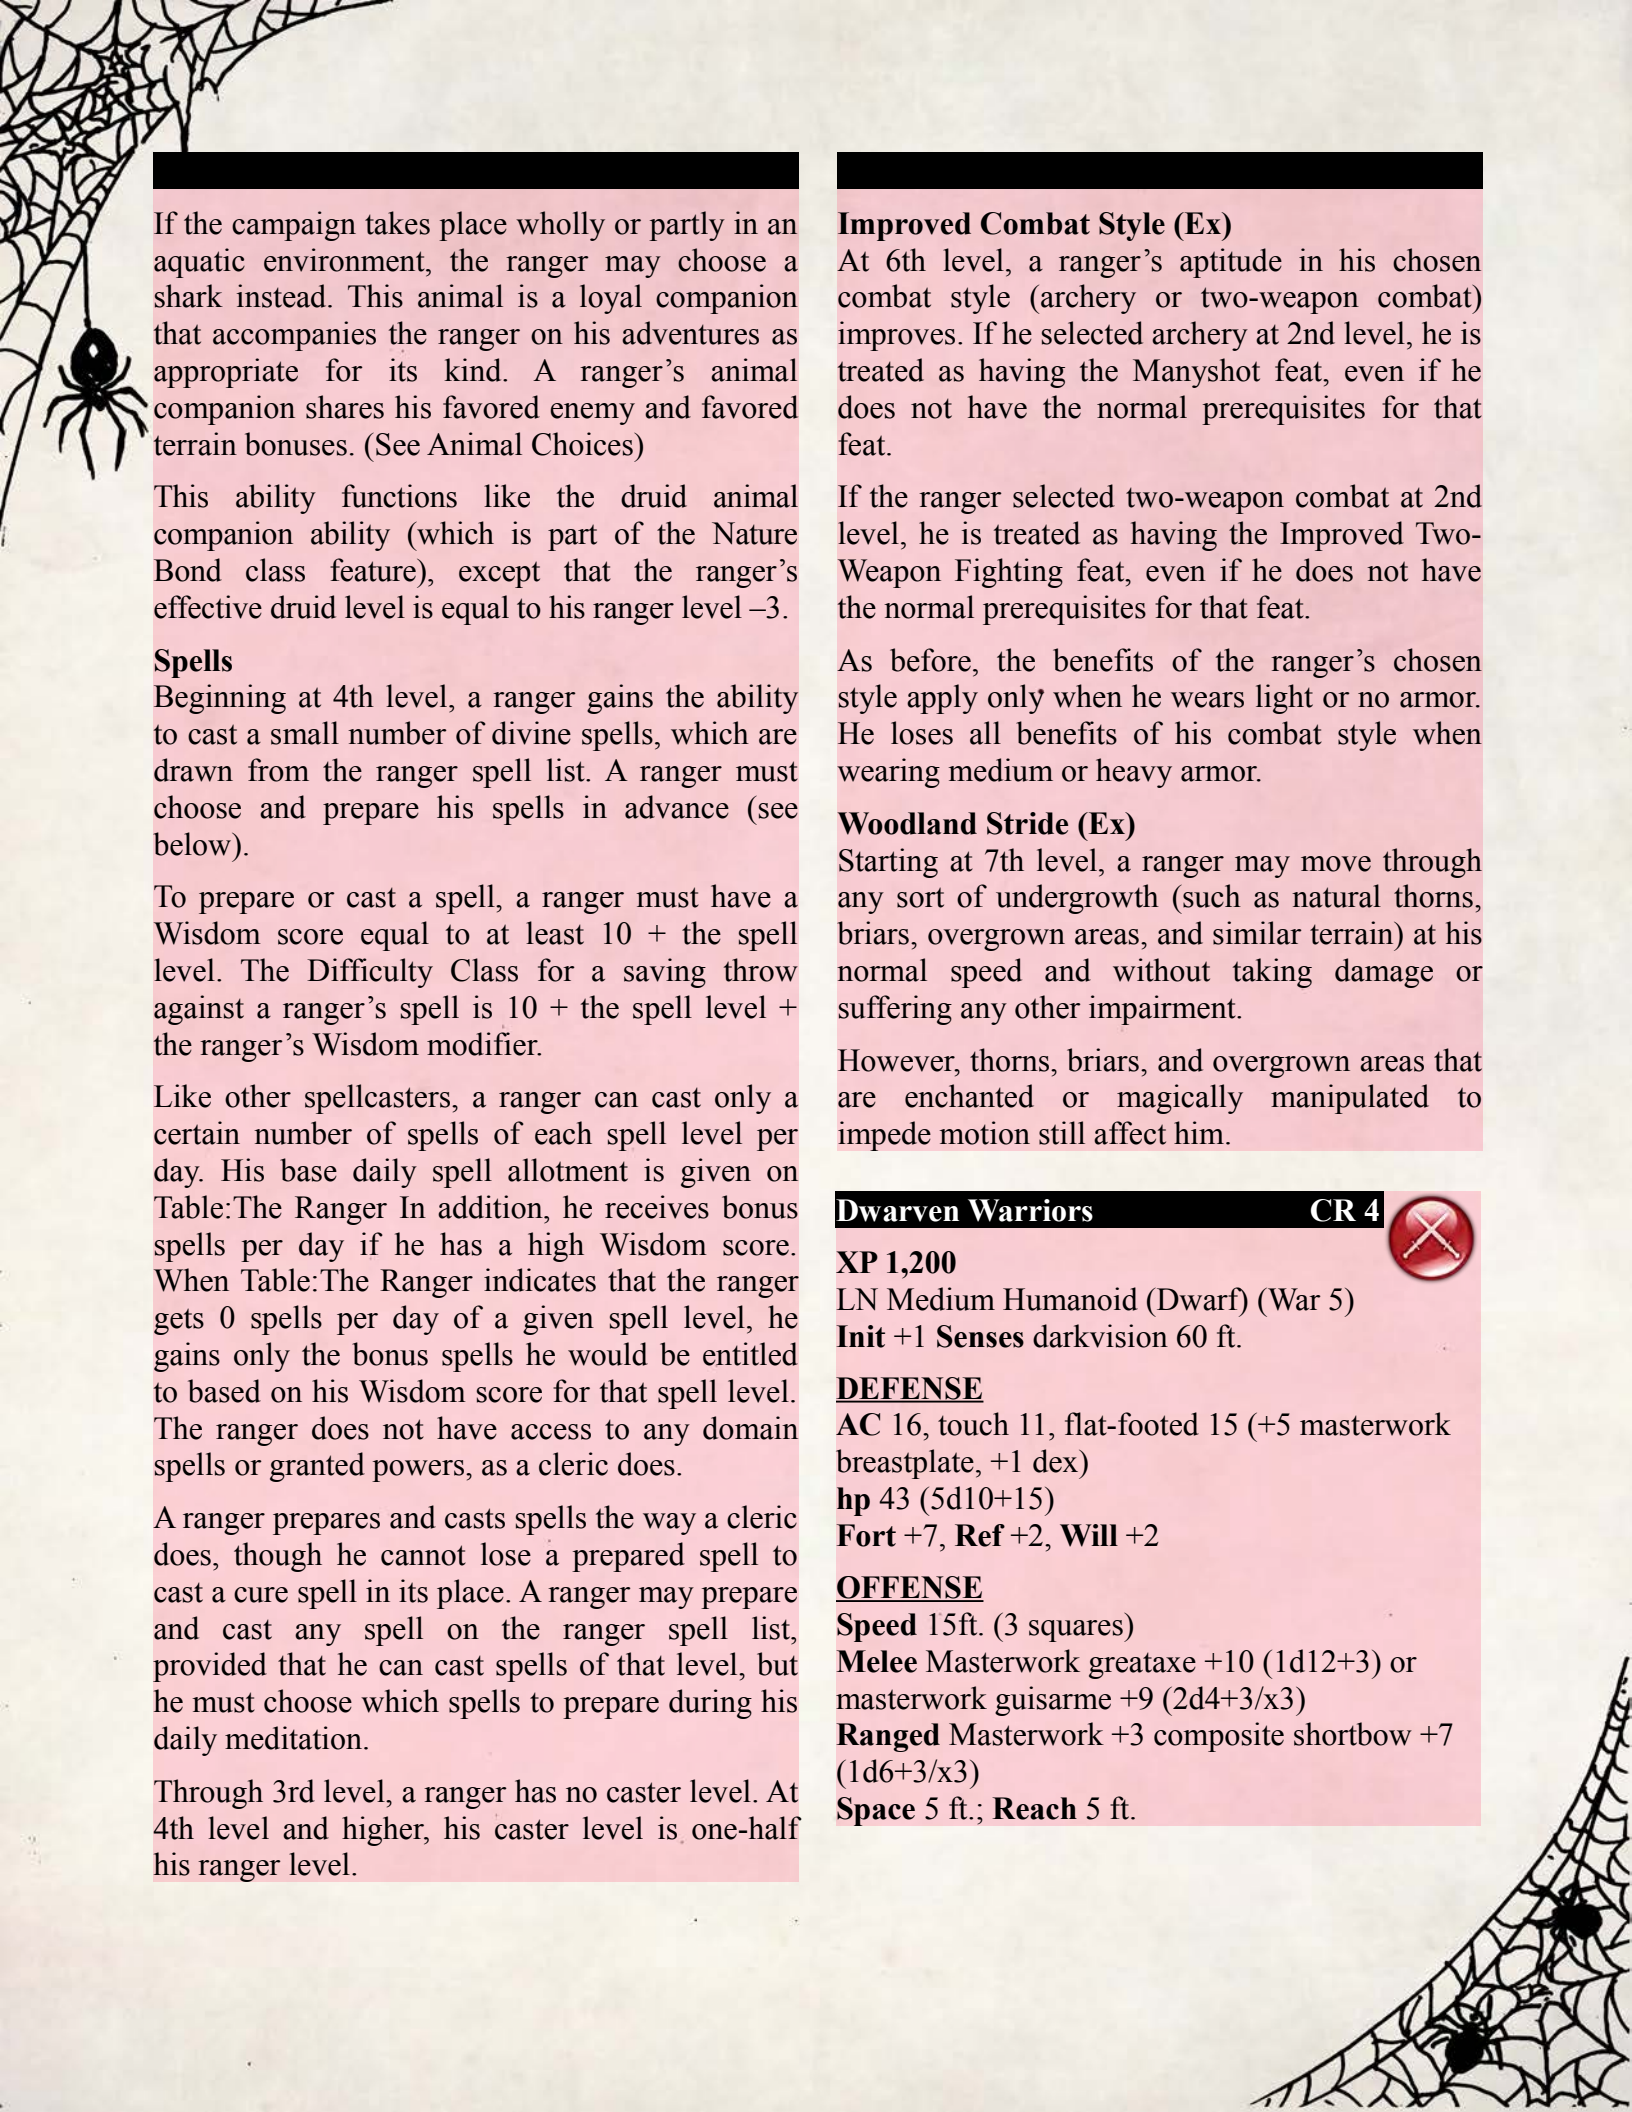 If the campaign takes place wholly or partly in an
aquatic environment, the ranger may choose a
shark instead. This animal is a loyal companion
that accompanies the ranger on his adventures as
appropriate for its kind. A ranger’s animal
companion shares his favored enemy and favored
terrain bonuses. (See Animal Choices)
This ability functions like the druid animal
companion ability (which is part of the Nature
Bond class feature), except that the ranger’s
effective druid level is equal to his ranger level –3.
Spells
Beginning at 4th level, a ranger gains the ability
to cast a small number of divine spells, which are
drawn from the ranger spell list. A ranger must
choose and prepare his spells in advance (see
below).
To prepare or cast a spell, a ranger must have a
Wisdom score equal to at least 10 + the spell
level. The Difficulty Class for a saving throw
against a ranger’s spell is 10 + the spell level +
the ranger’s Wisdom modifier.
Like other spellcasters, a ranger can cast only a
certain number of spells of each spell level per
day. His base daily spell allotment is given on
Table:The Ranger In addition, he receives bonus
spells per day if he has a high Wisdom score.
When Table:The Ranger indicates that the ranger
gets 0 spells per day of a given spell level, he
gains only the bonus spells he would be entitled
to based on his Wisdom score for that spell level.
The ranger does not have access to any domain
spells or granted powers, as a cleric does.
A ranger prepares and casts spells the way a cleric
does, though he cannot lose a prepared spell to
cast a cure spell in its place. A ranger may prepare
and cast any spell on the ranger spell list,
provided that he can cast spells of that level, but
he must choose which spells to prepare during his
daily meditation.
Through 3rd level, a ranger has no caster level. At
4th level and higher, his caster level is one-half
his ranger level.
Improved Combat Style (Ex)
At 6th level, a ranger’s aptitude in his chosen
combat style (archery or two-weapon combat)
improves. If he selected archery at 2nd level, he is
treated as having the Manyshot feat, even if he
does not have the normal prerequisites for that
feat.
If the ranger selected two-weapon combat at 2nd
level, he is treated as having the Improved Two-
Weapon Fighting feat, even if he does not have
the normal prerequisites for that feat.
As before, the benefits of the ranger’s chosen
style apply only when he wears light or no armor.
He loses all benefits of his combat style when
wearing medium or heavy armor.
Woodland Stride (Ex)
Starting at 7th level, a ranger may move through
any sort of undergrowth (such as natural thorns,
briars, overgrown areas, and similar terrain) at his
normal speed and without taking damage or
suffering any other impairment.
However, thorns, briars, and overgrown areas that
are enchanted or magically manipulated to
impede motion still affect him.
Dwarven Warriors CR 4
XP 1,200
LN Medium Humanoid (Dwarf) (War 5)
Init +1 Senses darkvision 60 ft.
DEFENSE
AC 16, touch 11, flat-footed 15 (+5 masterwork
breastplate, +1 dex)
hp 43 (5d10+15)
Fort +7, Ref +2, Will +2
OFFENSE
Speed 15ft. (3 squares)
Melee Masterwork greataxe +10 (1d12+3) or
masterwork guisarme +9 (2d4+3/x3)
Ranged Masterwork +3 composite shortbow +7
(1d6+3/x3)
Space 5 ft.; Reach 5 ft.